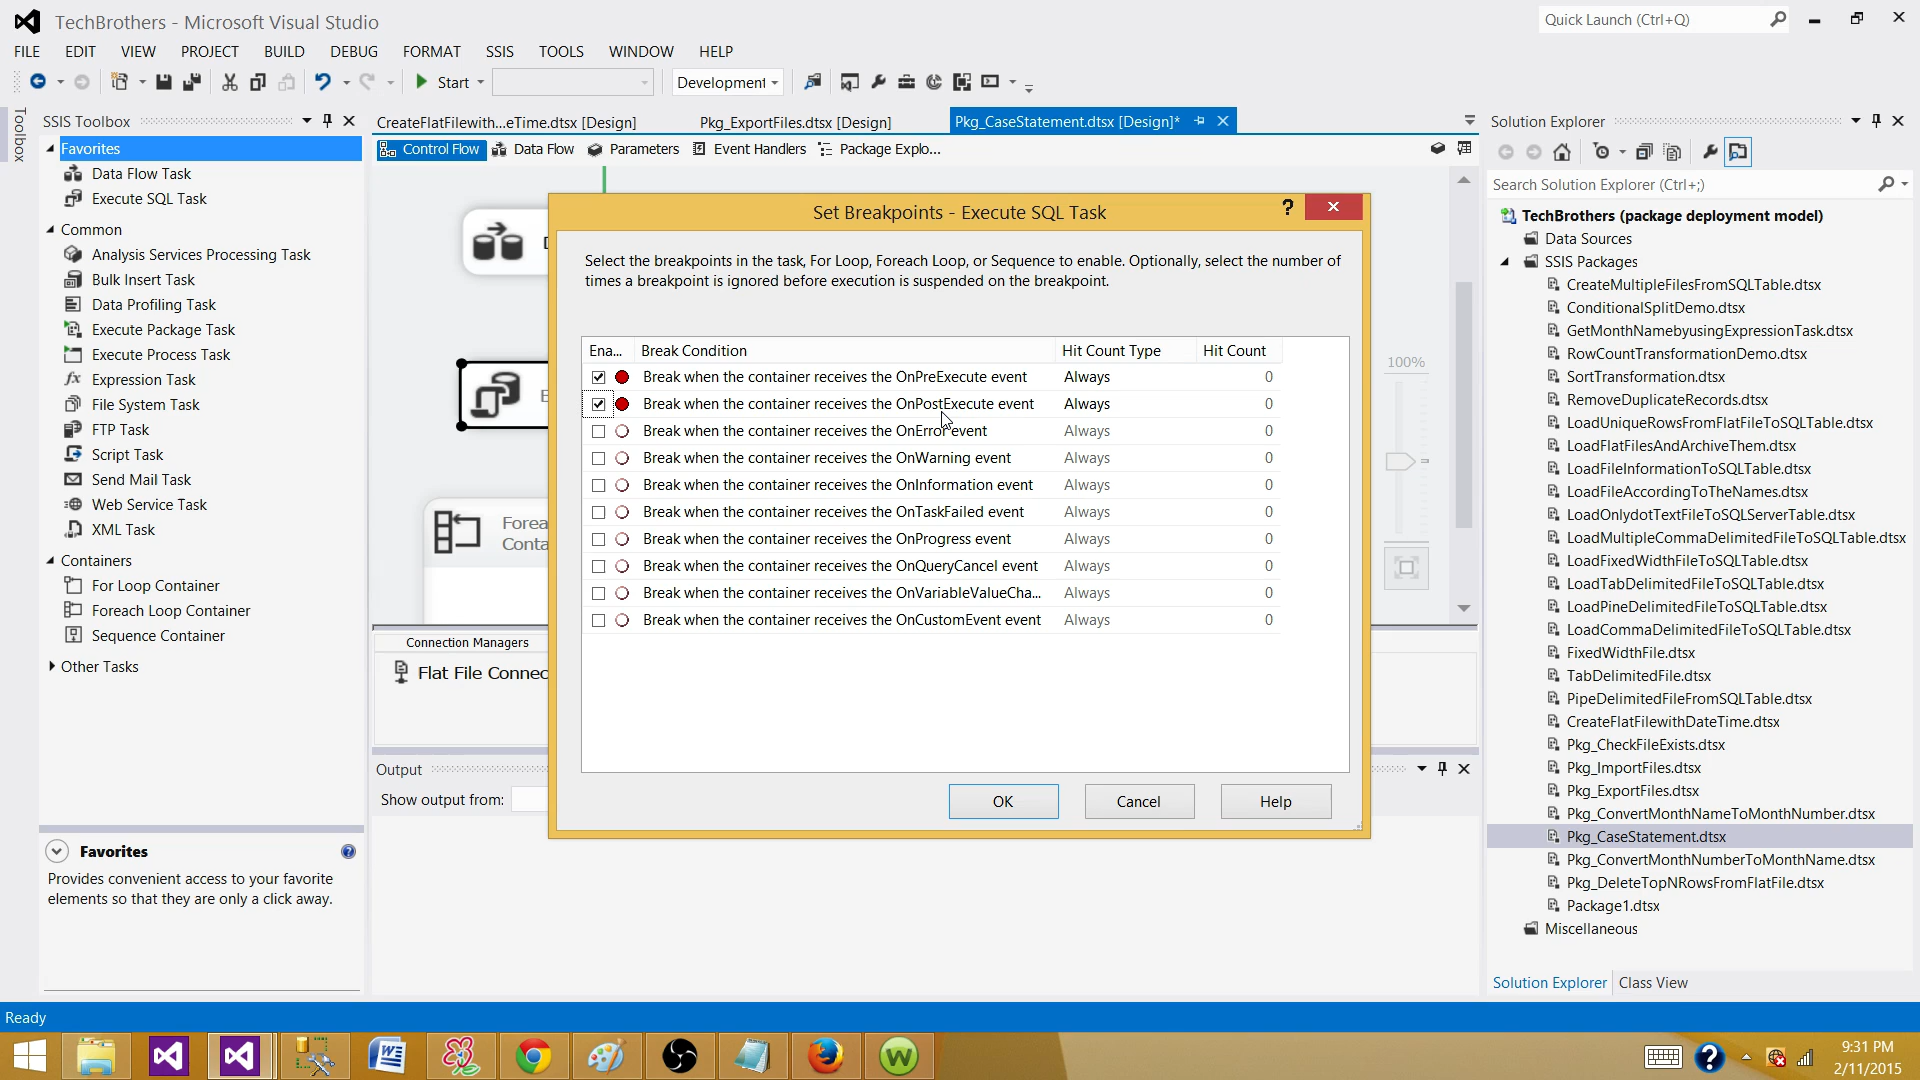 TechBrothers - Microsoft Visual Studio
Quick Launch (Ctrl+Q)
FILE EDIT VIEW PROJECT BUILD DEBUG FORMAT SSIS TOOLS WINDOW HELP
Start
Development
Toolbox
SSIS Toolbox
Favorites
Data Flow Task
Execute SQL Task
Common
Analysis Services Processing Task
Bulk Insert Task
Data Profiling Task
Execute Package Task
Execute Process Task
Expression Task
File System Task
FTP Task
Script Task
Send Mail Task
Web Service Task
XML Task
Containers
For Loop Container
Foreach Loop Container
Sequence Container
Other Tasks
Favorites
Provides convenient access to your favorite
elements so that they are only a click away.
CreateFlatFilewith...eTime.dtsx [Design]
Pkg_ExportFiles.dtsx [Design]
Pkg_CaseStatement.dtsx [Design]*
Control Flow
Data Flow
Parameters
Event Handlers
Package Explo...
Forea
Conta
100%
Connection Managers
Flat File Connec
Output
Show output from:
Set Breakpoints - Execute SQL Task
Select the breakpoints in the task, For Loop, Foreach Loop, or Sequence to enable. Optionally, select the number of
times a breakpoint is ignored before execution is suspended on the breakpoint.
Ena... Break Condition Hit Count Type Hit Count
Break when the container receives the OnPreExecute event Always 0
Break when the container receives the OnPostExecute event Always 0
Break when the container receives the OnError event Always 0
Break when the container receives the OnWarning event Always 0
Break when the container receives the OnInformation event Always 0
Break when the container receives the OnTaskFailed event Always 0
Break when the container receives the OnProgress event Always 0
Break when the container receives the OnQueryCancel event Always 0
Break when the container receives the OnVariableValueCha... Always 0
Break when the container receives the OnCustomEvent event Always 0
OK
Cancel
Help
Solution Explorer
Search Solution Explorer (Ctrl+;)
TechBrothers (package deployment model)
Data Sources
SSIS Packages
CreateMultipleFilesFromSQLTable.dtsx
ConditionalSplitDemo.dtsx
GetMonthNamebyusingExpressionTask.dtsx
RowCountTransformationDemo.dtsx
SortTransformation.dtsx
RemoveDuplicateRecords.dtsx
LoadUniqueRowsFromFlatFileToSQLTable.dtsx
LoadFlatFilesAndArchiveThem.dtsx
LoadFileInformationToSQLTable.dtsx
LoadFileAccordingToTheNames.dtsx
LoadOnlydotTextFileToSQLServerTable.dtsx
LoadMultipleCommaDelimitedFileToSQLTable.dtsx
LoadFixedWidthFileToSQLTable.dtsx
LoadTabDelimitedFileToSQLTable.dtsx
LoadPineDelimitedFileToSQLTable.dtsx
LoadCommaDelimitedFileToSQLTable.dtsx
FixedWidthFile.dtsx
TabDelimitedFile.dtsx
PipeDelimitedFileFromSQLTable.dtsx
CreateFlatFilewithDateTime.dtsx
Pkg_CheckFileExists.dtsx
Pkg_ImportFiles.dtsx
Pkg_ExportFiles.dtsx
Pkg_ConvertMonthNameToMonthNumber.dtsx
Pkg_CaseStatement.dtsx
Pkg_ConvertMonthNumberToMonthName.dtsx
Pkg_DeleteTopNRowsFromFlatFile.dtsx
Package1.dtsx
Miscellaneous
Solution Explorer
Class View
Ready
9:31 PM
2/11/2015